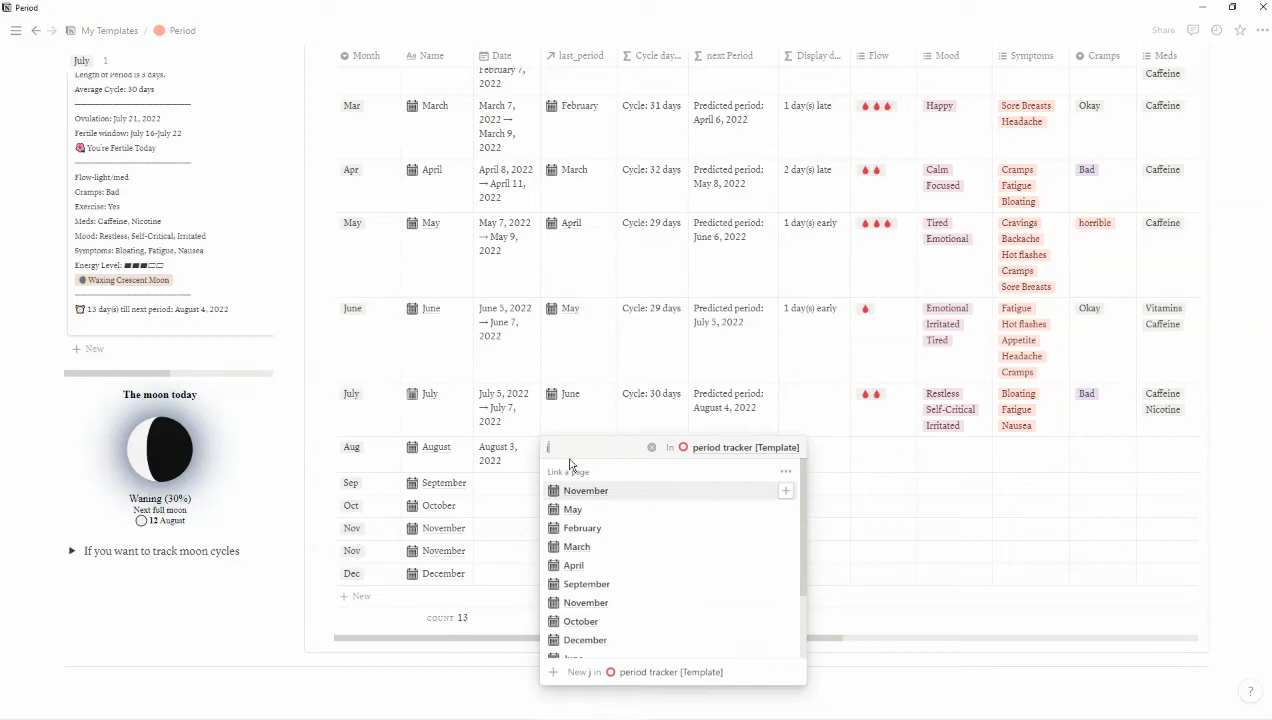 Period
My Templates / Period
Share
July 1
Length of Period is 3 days.
Average Cycle: 30 days
Ovulation: July 21, 2022
Fertile window: July 16-July 22
You're Fertile Today
Flow-light/med
Cramps: Bad
Exercise: Yes
Meds: Caffeine, Nicotine
Mood: Restless, Self-Critical, Irritated
Symptoms: Bloating, Fatigue, Nausea
Energy Level:
Waxing Crescent Moon
13 day(s) till next period: August 4, 2022
+ New
The moon today
Waning (30%)
Next full moon
12 August
If you want to track moon cycles
Month Aa Name Date last_period Σ Cycle day... Σ next Period Σ Display d... Flow Mood Symptoms Cramps Meds
February 7, Caffeine
2022
Mar March March 7, February Cycle: 31 days Predicted period: 1 day(s) late Happy Sore Breasts Okay Caffeine
2022 → April 6, 2022 Headache
March 9,
2022
Apr April April 8, 2022 March Cycle: 32 days Predicted period: 2 day(s) late Calm Cramps Bad Caffeine
→ April 11, May 8, 2022 Focused Fatigue
2022 Bloating
May May May 7, 2022 April Cycle: 29 days Predicted period: 1 day(s) early Tired Cravings horrible Caffeine
→ May 9, June 6, 2022 Emotional Backache
2022 Hot flashes
Cramps
Sore Breasts
June June June 5, 2022 May Cycle: 29 days Predicted period: 1 day(s) early Emotional Fatigue Okay Vitamins
→ June 7, July 5, 2022 Irritated Hot flashes Caffeine
2022 Tired Appetite
Headache
Cramps
July July July 5, 2022 June Cycle: 30 days Predicted period: Restless Bloating Bad Caffeine
→ July 7, August 4, 2022 Self-Critical Fatigue Nicotine
2022 Irritated Nausea
Aug August August 3,
2022
Sep September
Oct October
Nov November
Nov November
Dec December
+ New
COUNT 13
j In period tracker [Template]
Link a page
November
May
February
March
April
September
November
October
December
June
+ New j in period tracker [Template]
?